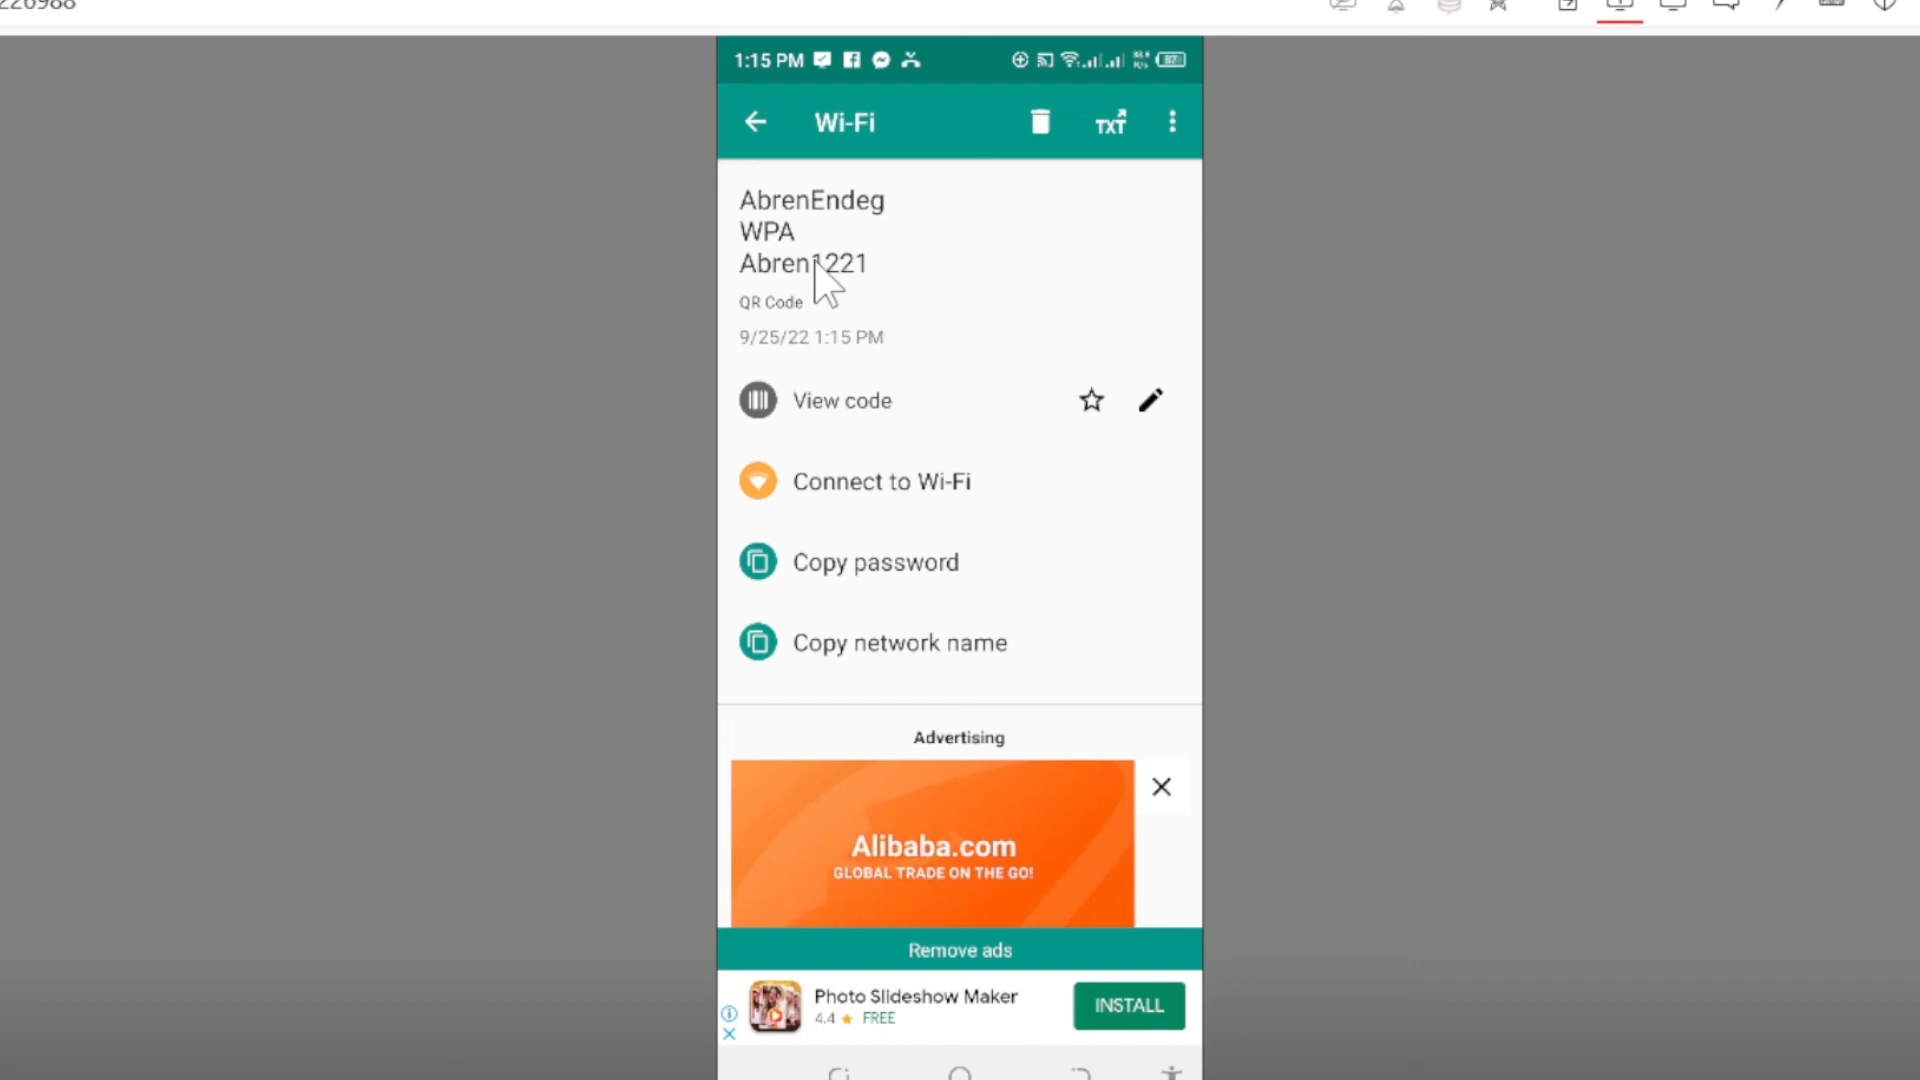 1:15 PM
Wi-Fi
TXT
AbrenEndeg
WPA
Abren1221
QR Code
9/25/22 1:15 PM
View code
Connect to Wi-Fi
Copy password
Copy network name
Advertising
Alibaba.com
GLOBAL TRADE ON THE GO!
Remove ads
Photo Slideshow Maker
4.4 ★ FREE
INSTALL